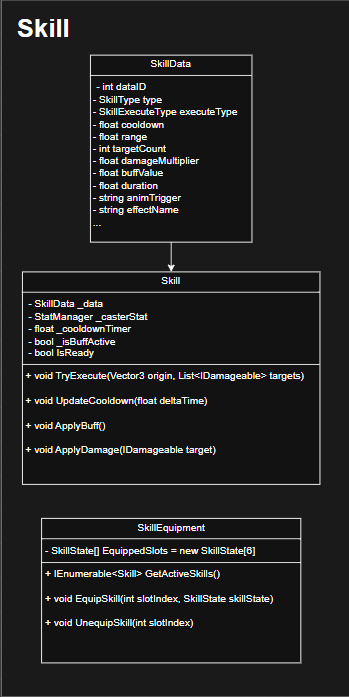 Skill
SkillData
- int dataID
- SkillType type
- SkillExecuteType executeType
- float cooldown
- float range
- int targetCount
- float damageMultiplier
- float buffValue
- float duration
- string animTrigger
- string effectName
...
Skill
- SkillData _data
- StatManager _casterStat
- float _cooldownTimer
- bool _isBuffActive
- bool IsReady
+ void TryExecute(Vector3 origin, List<IDamageable> targets)
+ void UpdateCooldown(float deltaTime)
+ void ApplyBuff()
+ void ApplyDamage(IDamageable target)
SkillEquipment
- SkillState[] EquippedSlots = new SkillState[6]
+ IEnumerable<Skill> GetActiveSkills()
+ void EquipSkill(int slotIndex, SkillState skillState)
+ void UnequipSkill(int slotIndex)